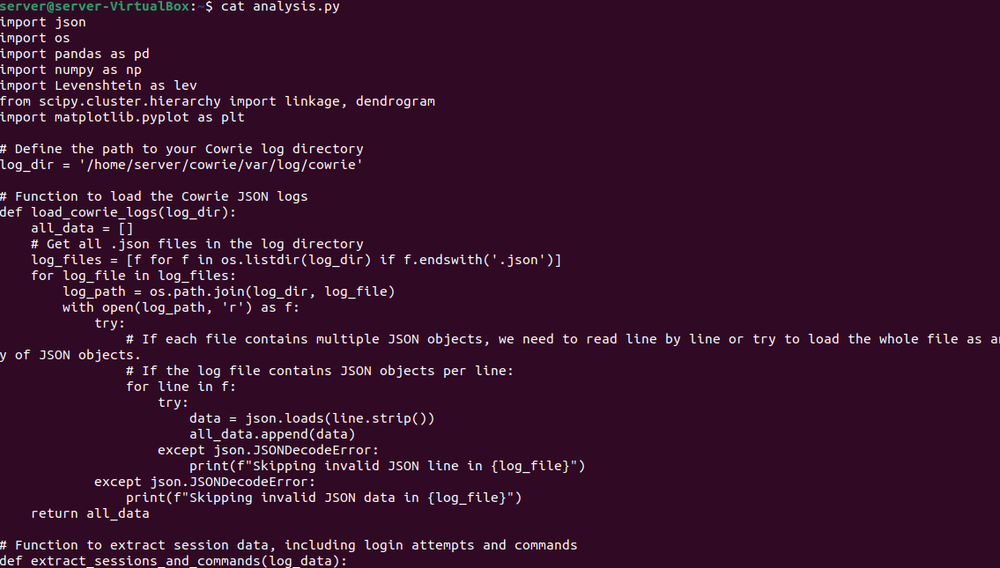 server@server-VirtualBox:~$ cat analysis.py
import json
import os
import pandas as pd
import numpy as np
import Levenshtein as lev
from scipy.cluster.hierarchy import linkage, dendrogram
import matplotlib.pyplot as plt

# Define the path to your Cowrie log directory
log_dir = '/home/server/cowrie/var/log/cowrie'

# Function to load the Cowrie JSON logs
def load_cowrie_logs(log_dir):
    all_data = []
    # Get all .json files in the log directory
    log_files = [f for f in os.listdir(log_dir) if f.endswith('.json')]
    for log_file in log_files:
        log_path = os.path.join(log_dir, log_file)
        with open(log_path, 'r') as f:
            try:
                # If each file contains multiple JSON objects, we need to read line by line or try to load the whole file as a
y of JSON objects.
                # If the log file contains JSON objects per line:
                for line in f:
                    try:
                        data = json.loads(line.strip())
                        all_data.append(data)
                    except json.JSONDecodeError:
                        print(f"Skipping invalid JSON line in {log_file}")
            except json.JSONDecodeError:
                print(f"Skipping invalid JSON data in {log_file}")
    return all_data

# Function to extract session data, including login attempts and commands
def extract_sessions_and_commands(log_data):